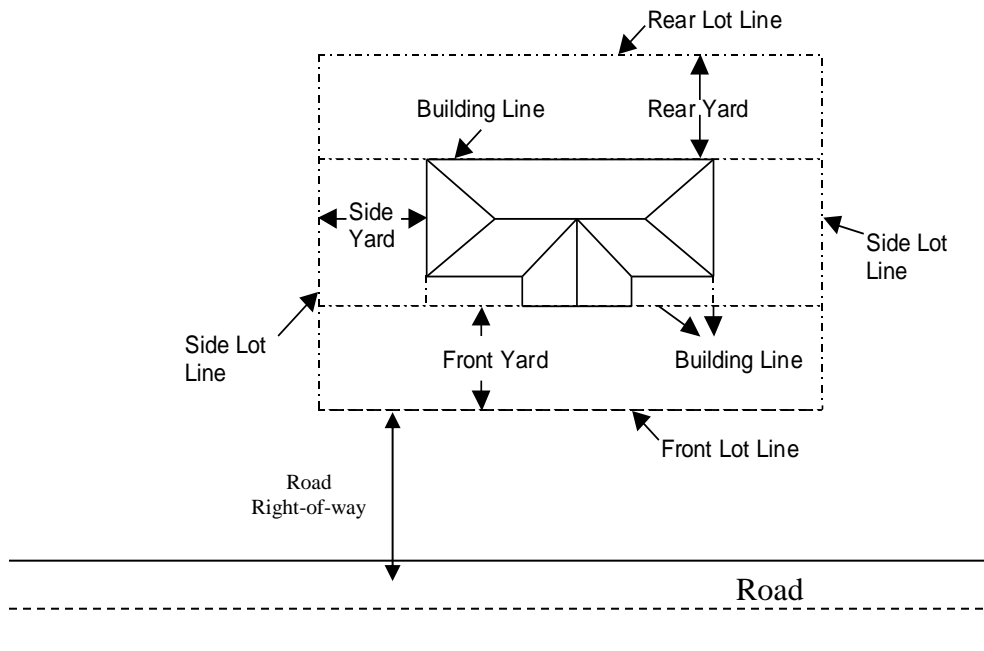 Rear Lot Line
Building Line
Rear Yard
Side
Yard
Side Lot
Line
Side Lot
Line
Front Yard
Building Line
Front Lot Line
Road
Right-of-way
Road